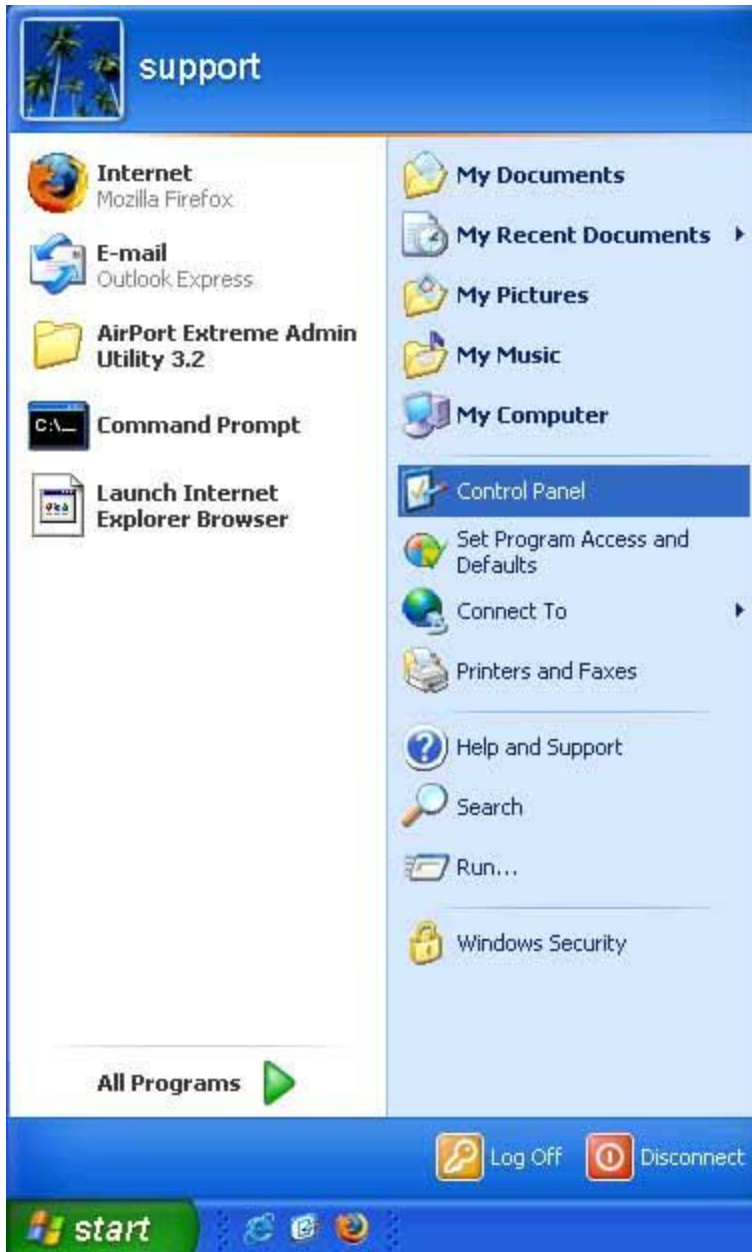 support
Internet
Mozilla Firefox
E-mail
Outlook Express
AirPort Extreme Admin
Utility 3.2
C:\_
Command Prompt
Launch Internet
Explorer Browser
All Programs
My Documents
My Recent Documents
My Pictures
My Music
My Computer
Control Panel
Set Program Access and
Defaults
Connect To
Printers and Faxes
Help and Support
Search
Run...
Windows Security
Log Off
Disconnect
start